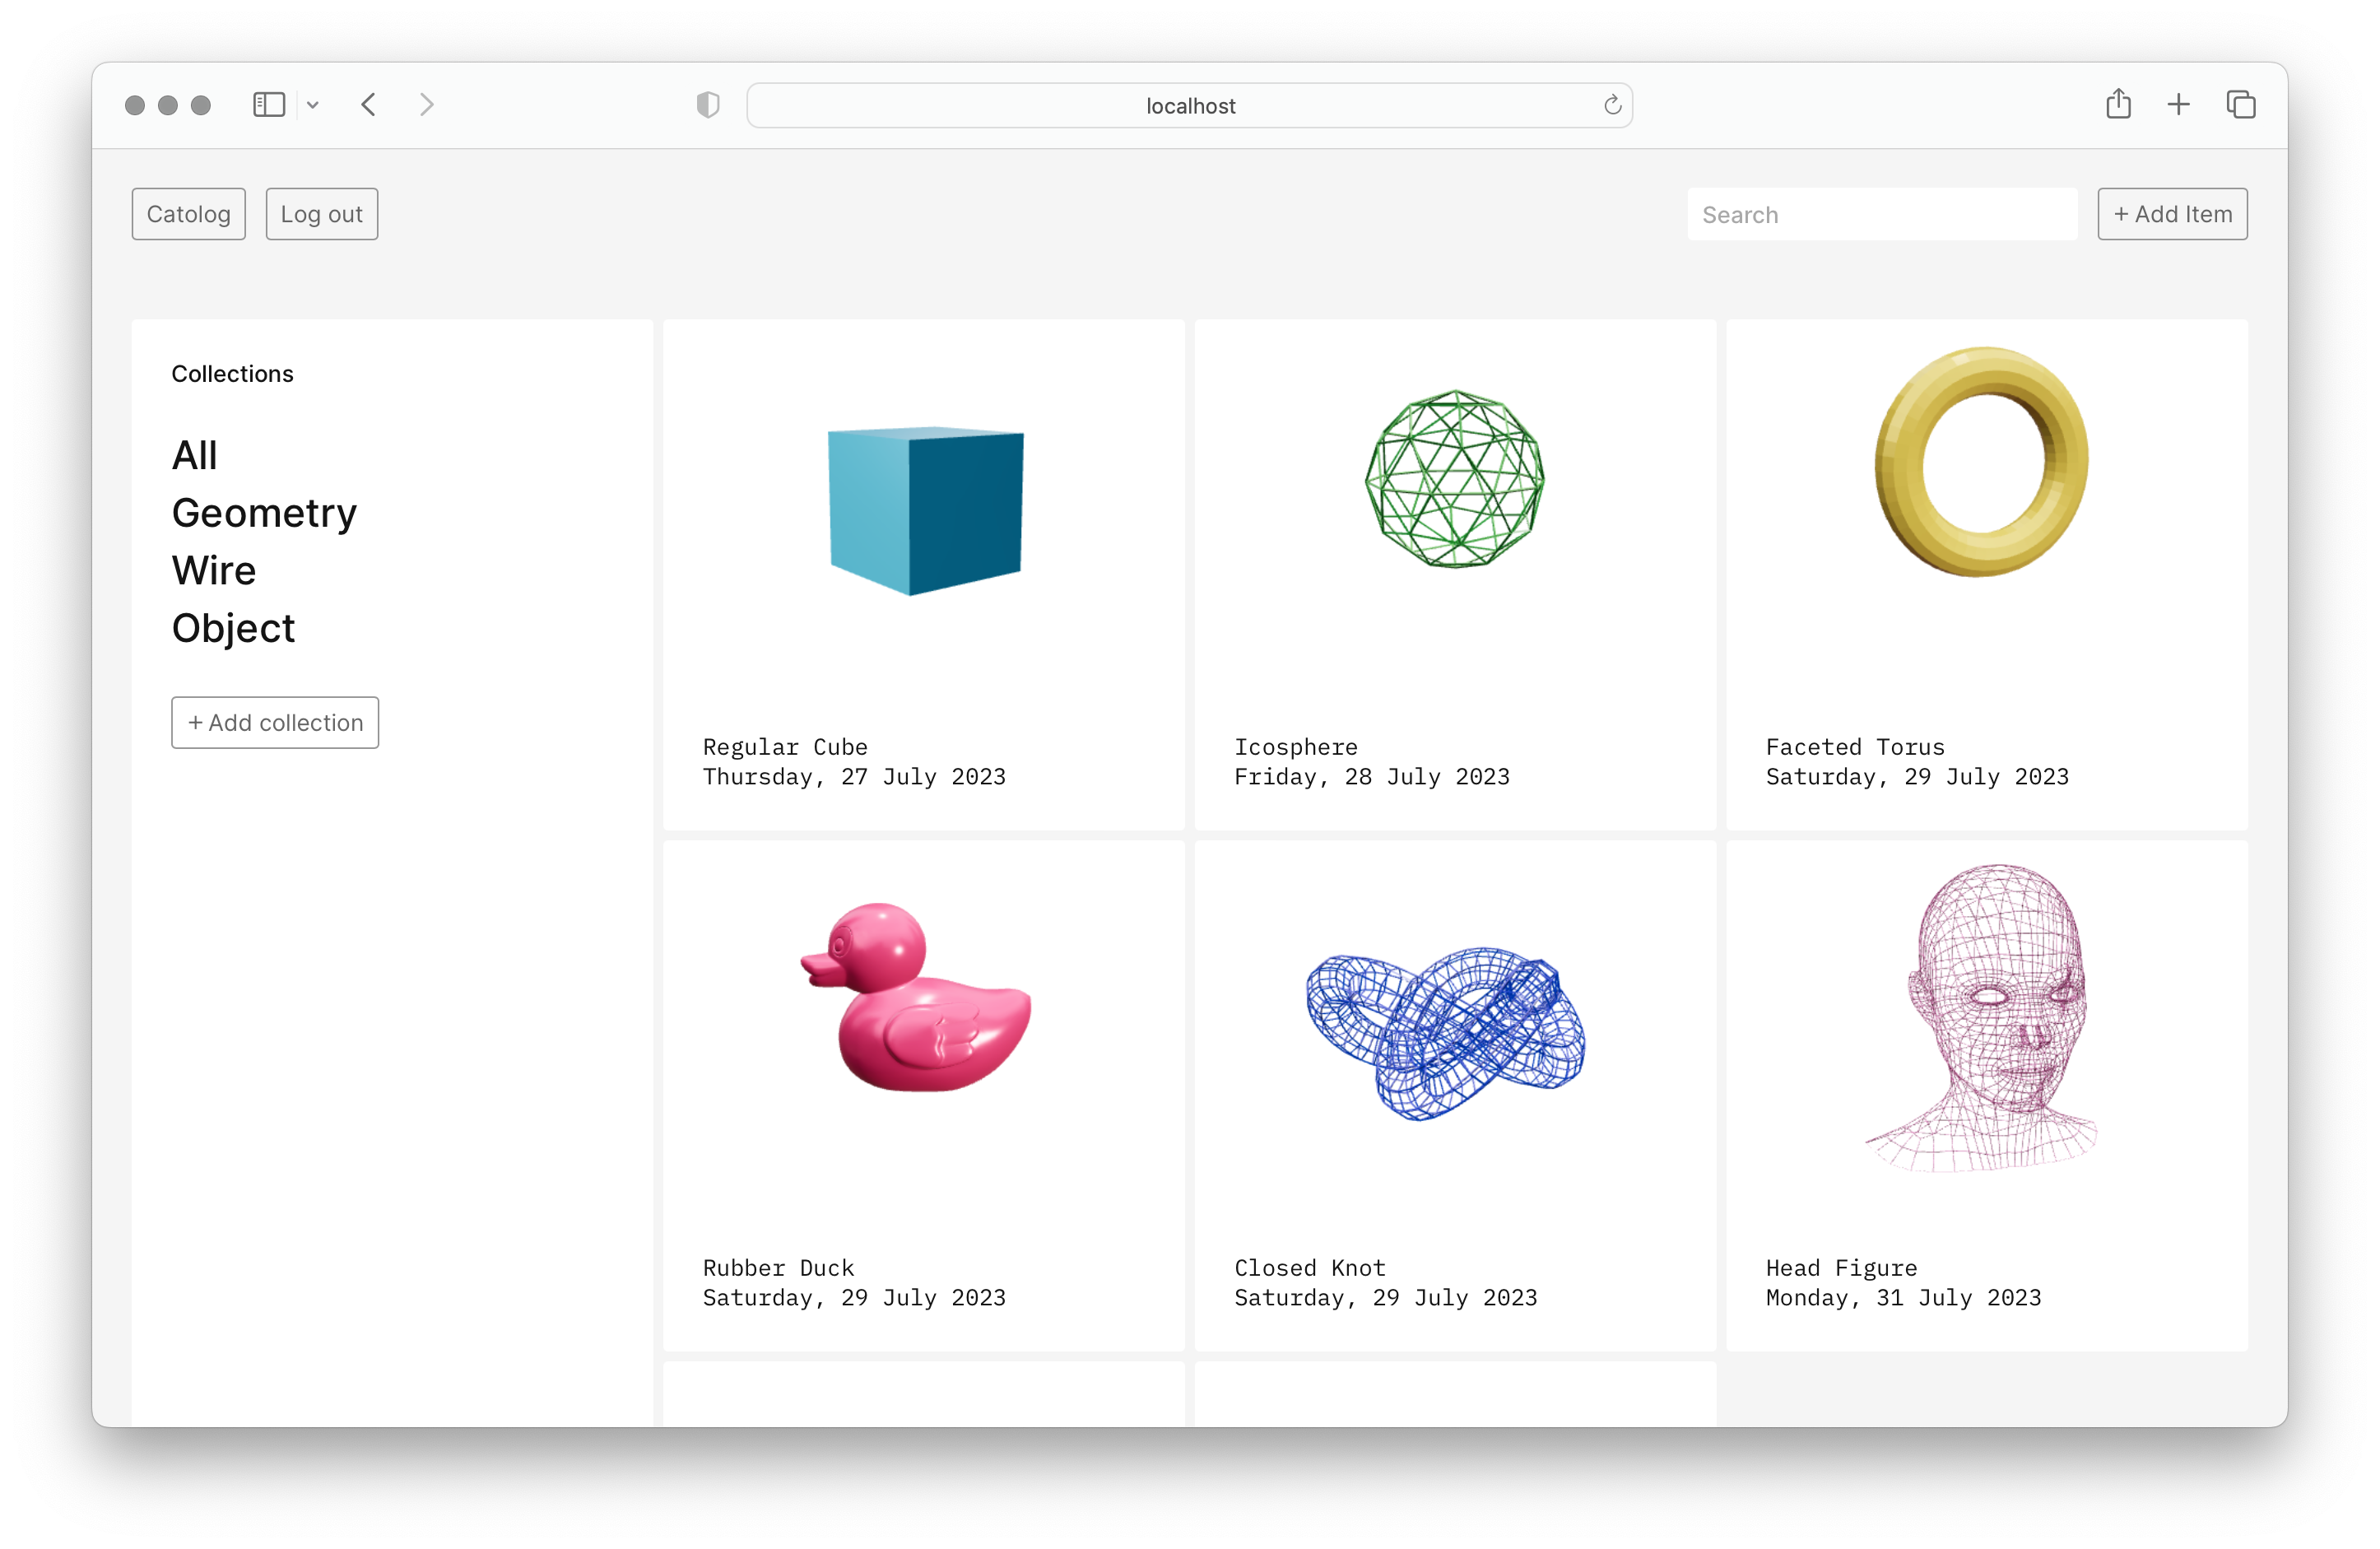 localhost
Catolog
Log out
Search
+ Add Item
Collections
All
Geometry
Wire
Object
+ Add collection
Regular Cube
Thursday, 27 July 2023
Icosphere
Friday, 28 July 2023
Faceted Torus
Saturday, 29 July 2023
Rubber Duck
Saturday, 29 July 2023
Closed Knot
Saturday, 29 July 2023
Head Figure
Monday, 31 July 2023